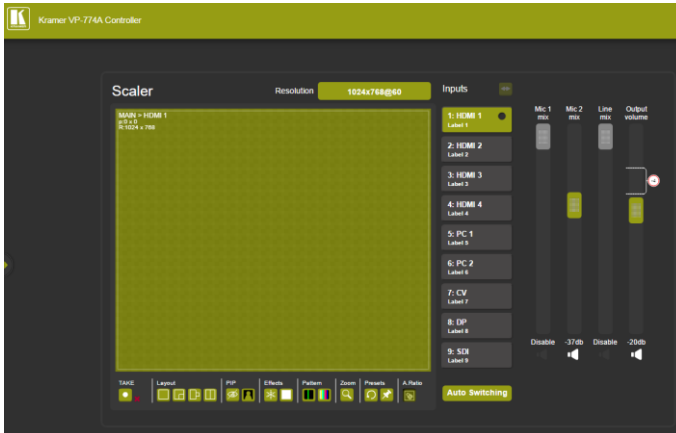 Kramer VP-774A Controller
Scaler
Resolution
1024x768@60
MAIN > HDMI 1
p:0 x 0
R:1024 x 768
TAKE
Layout
PIP
Effects
Pattern
Zoom
Presets
A.Ratio
Inputs
1: HDMI 1
Label 1
2: HDMI 2
Label 2
3: HDMI 3
Label 3
4: HDMI 4
Label 4
5: PC 1
Label 5
6: PC 2
Label 6
7: CV
Label 7
8: DP
Label 8
9: SDI
Label 9
Auto Switching
Mic 1
mix
Mic 2
mix
Line
mix
Output
volume
Disable
-37db
Disable
-20db